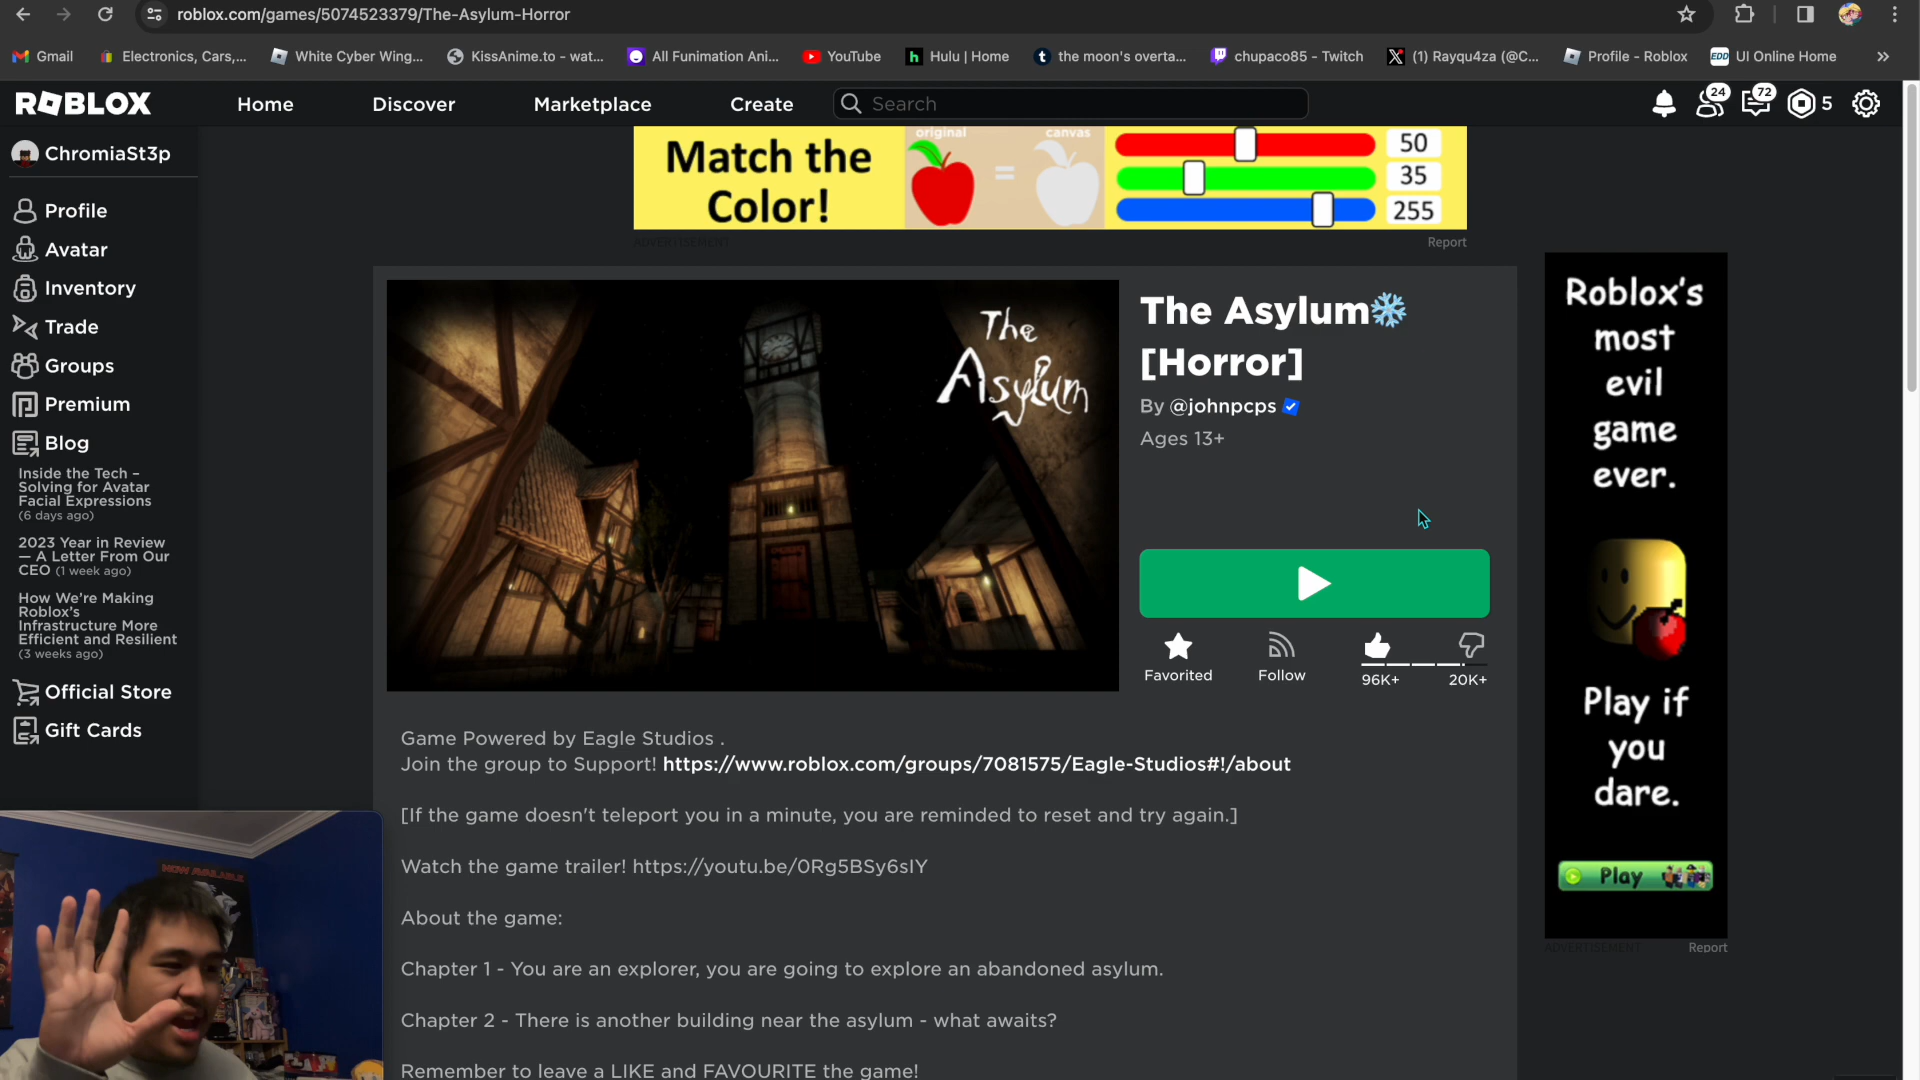 roblox.com/games/5074523379/The-Asylum-Horror
Gmail
Electronics, Cars,...
White Cyber Wing...
KissAnime.to - wat...
All Funimation Ani...
YouTube
Hulu | Home
the moon's overta...
chupaco85 - Twitch
(1) Rayqu4za (@C...
Profile - Roblox
EDD UI Online Home
ROBLOX
Home
Discover
Marketplace
Create
Search
24
72
5
ChromiaSt3p
Profile
Avatar
Inventory
Trade
Groups
Premium
Blog
Inside the Tech –
Solving for Avatar
Facial Expressions
(6 days ago)
2023 Year in Review
— A Letter From Our
CEO (1 week ago)
How We're Making
Roblox's
Infrastructure More
Efficient and Resilient
(3 weeks ago)
Official Store
Gift Cards
Match the
Color!
original
canvas
=
50
35
255
ADVERTISEMENT
Report
The
Asylum
The Asylum❄️
[Horror]
By @johnpcps
Ages 13+
Favorited
Follow
96K+
20K+
Game Powered by Eagle Studios .
Join the group to Support! https://www.roblox.com/groups/7081575/Eagle-Studios#!/about
[If the game doesn't teleport you in a minute, you are reminded to reset and try again.]
Watch the game trailer! https://youtu.be/0Rg5BSy6sIY
About the game:
Chapter 1 - You are an explorer, you are going to explore an abandoned asylum.
Chapter 2 - There is another building near the asylum - what awaits?
Remember to leave a LIKE and FAVOURITE the game!
Roblox's
most
evil
game
ever.
Play if
you
dare.
Play
ADVERTISEMENT
Report
NOW AVAILABLE